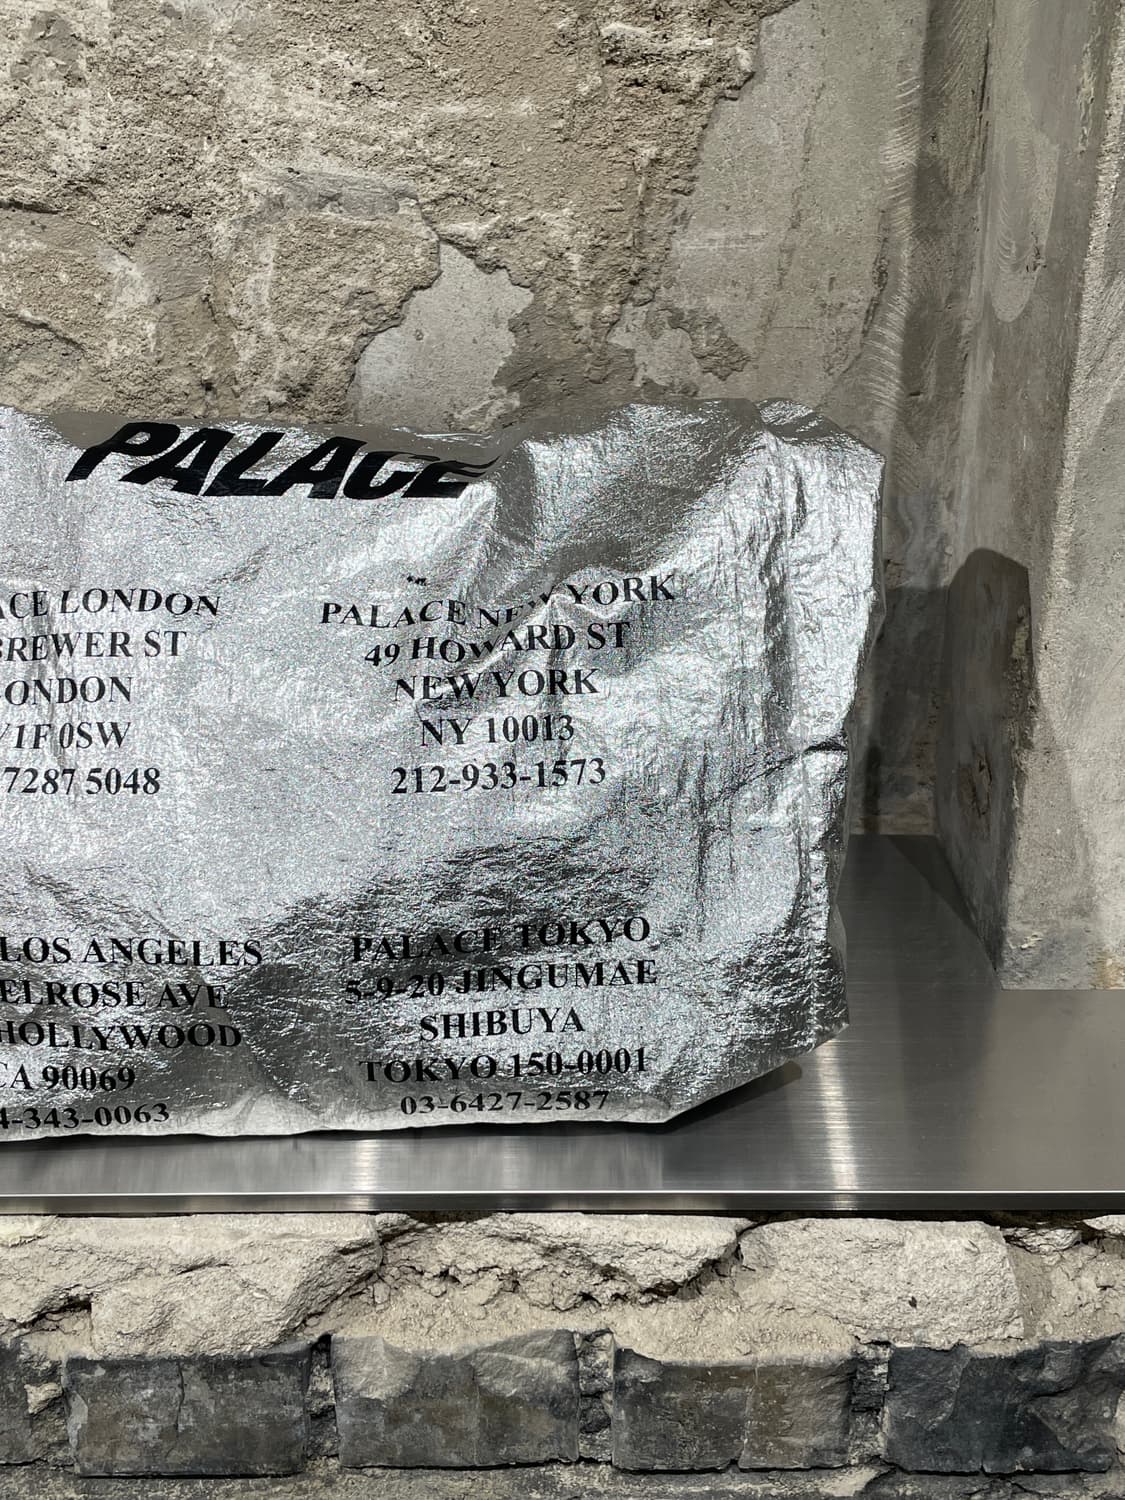 PALACE
ACE LONDON
BREWER ST
LONDON
1F 0SW
7287 5048
PALACE NEW YORK
49 HOWARD ST
NEW YORK
NY 10013
212-933-1573
LOS ANGELES
ELROSE AVE
HOLLYWOOD
CA 90069
4-343-0063
PALACE TOKYO
5-9-20 JINGUMAE
SHIBUYA
TOKYO 150-0001
03-6427-2587